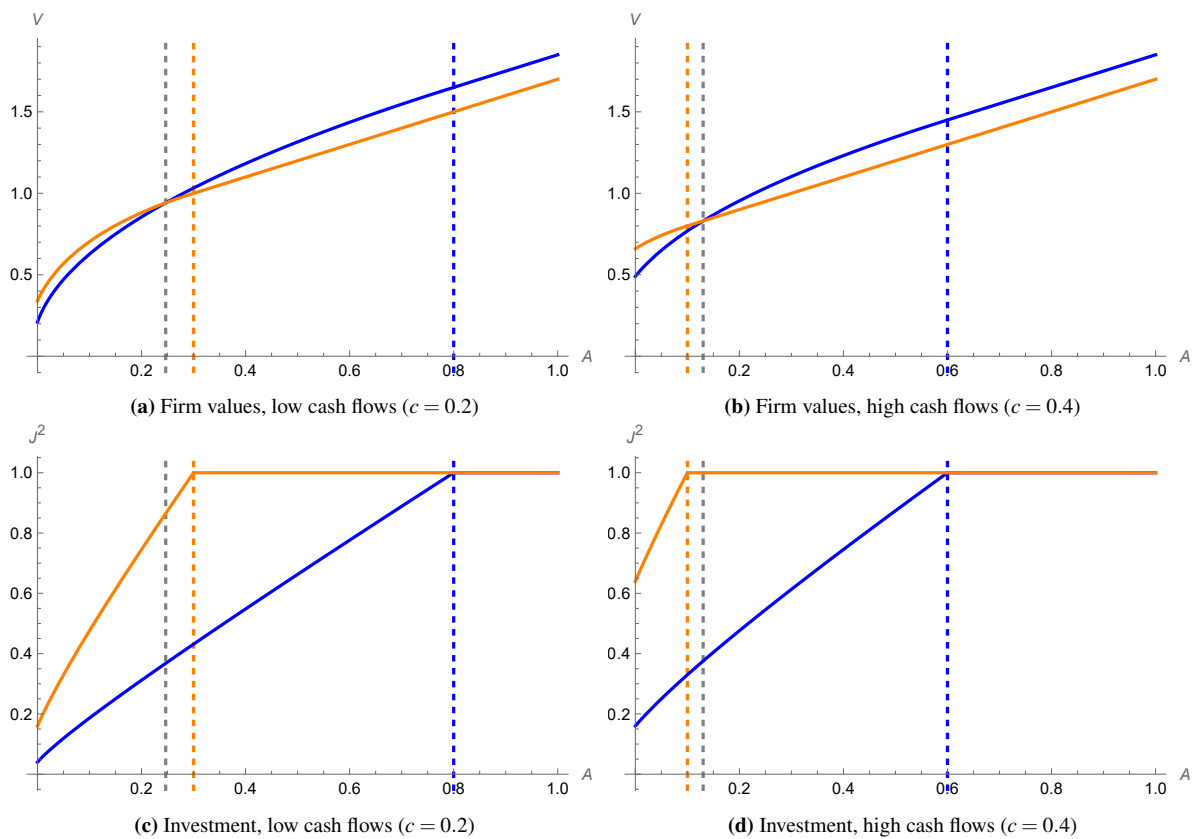 V
1.5
1.0
0.5
0.2 0.4 0.6 0.8 1.0
A
(a) Firm values, low cash flows (c = 0.2)
V
1.5
1.0
0.5
0.2 0.4 0.6 0.8 1.0
A
(b) Firm values, high cash flows (c = 0.4)
J²
1.0
0.8
0.6
0.4
0.2
0.2 0.4 0.6 0.8 1.0
A
(c) Investment, low cash flows (c = 0.2)
J²
1.0
0.8
0.6
0.4
0.2
0.2 0.4 0.6 0.8 1.0
A
(d) Investment, high cash flows (c = 0.4)